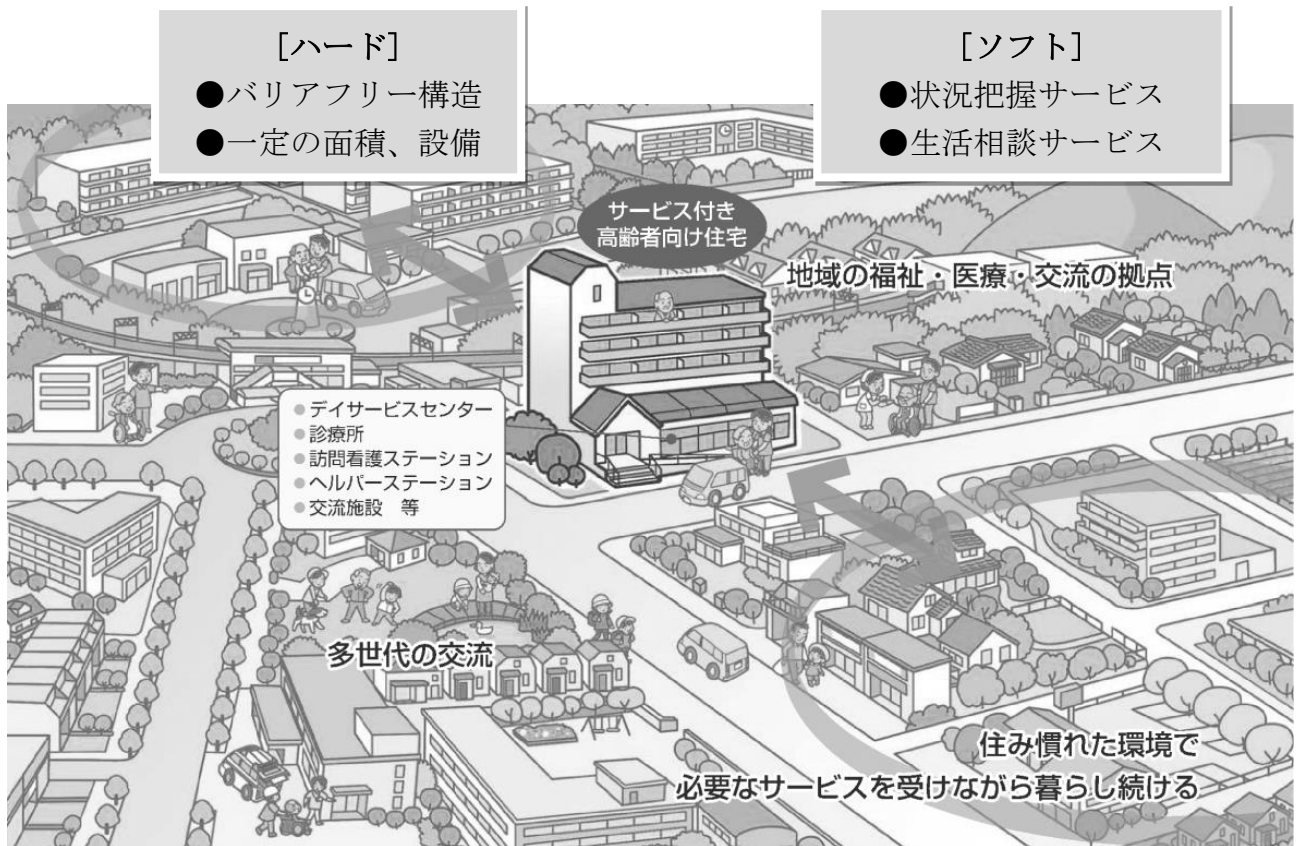 ［ハード］
●バリアフリー構造
●一定の面積、設備
［ソフト］
●状況把握サービス
●生活相談サービス
サービス付き
高齢者向け住宅
地域の福祉・医療・交流の拠点
●デイサービスセンター
●診療所
●訪問看護ステーション
●ヘルパーステーション
●交流施設　等
多世代の交流
住み慣れた環境で
必要なサービスを受けながら暮らし続ける